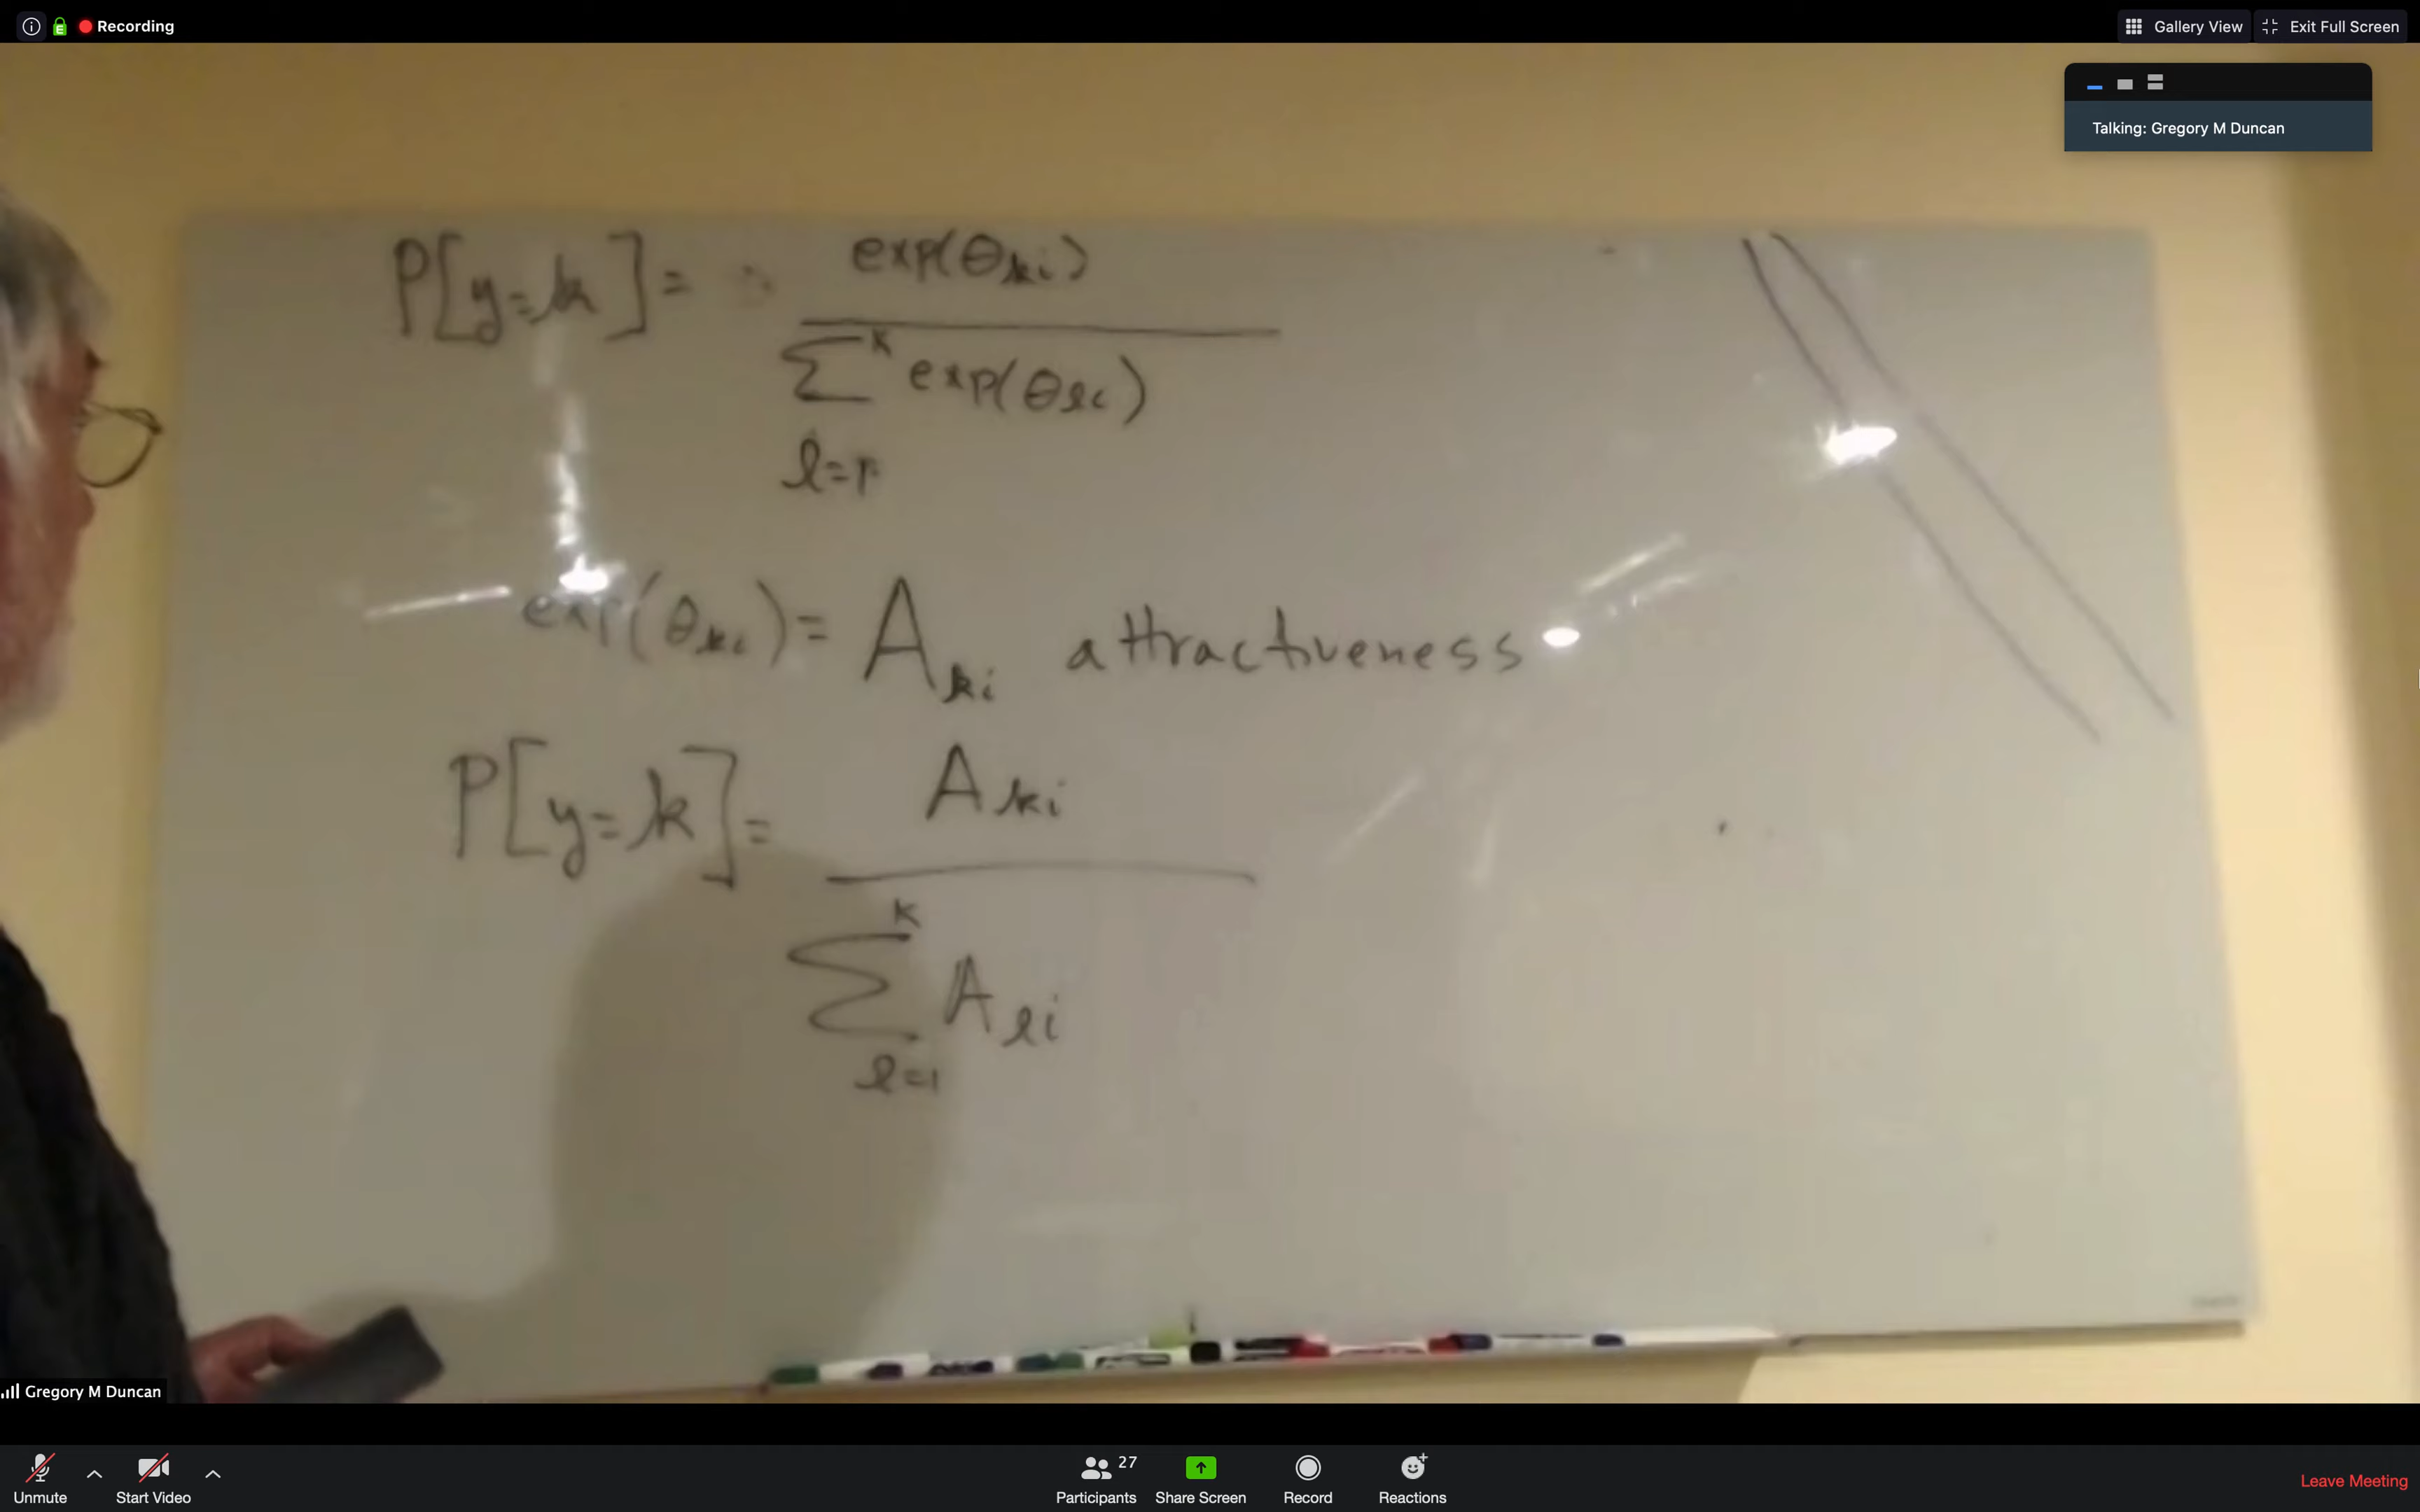 Recording
Gallery View
Exit Full Screen
Talking: Gregory M Duncan
P[y=k]= exp(θki)
K
Σ exp(θli)
l=1
exp(θki)= Aki attractiveness
P[y=k]= Aki
K
Σ Ali
l=1
Gregory M Duncan
Unmute
Start Video
27
Participants
Share Screen
Record
Reactions
Leave Meeting